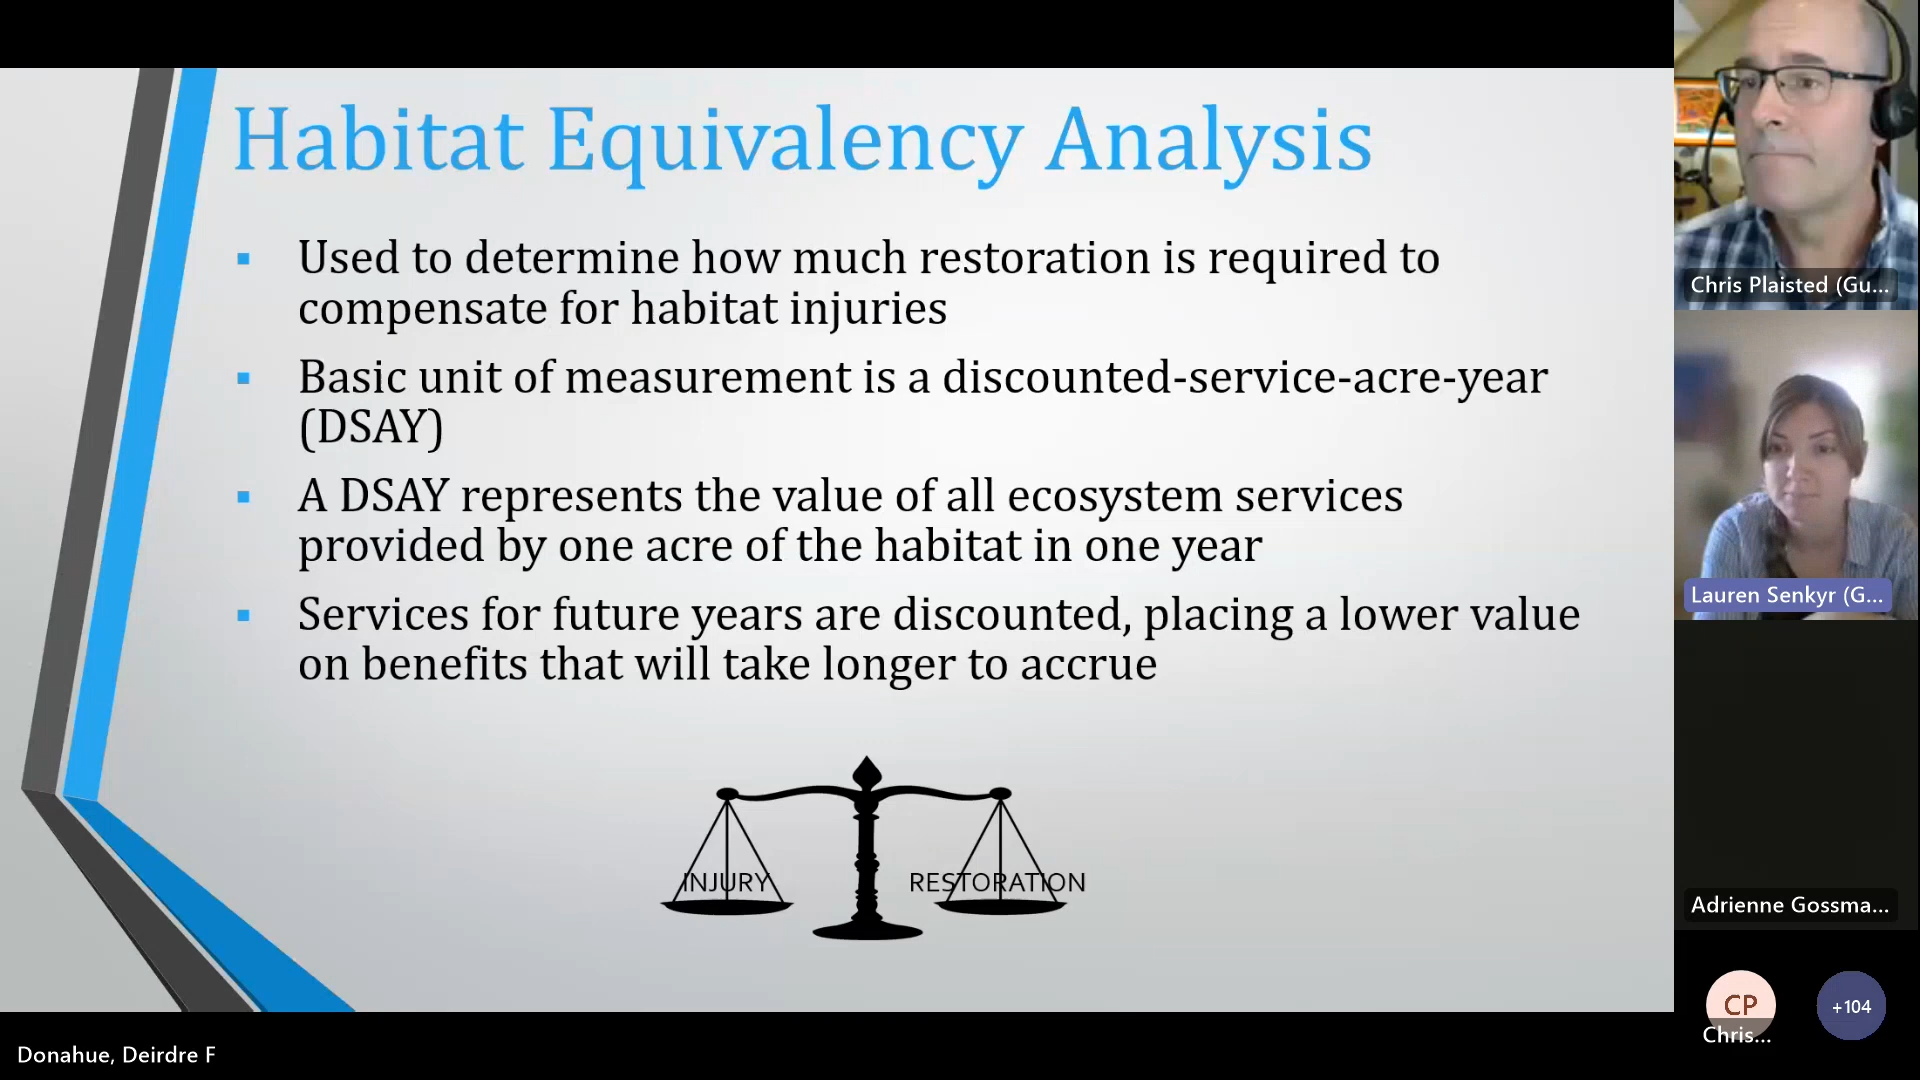 Habitat Equivalency Analysis
▪ Used to determine how much restoration is required to
compensate for habitat injuries
▪ Basic unit of measurement is a discounted-service-acre-year
(DSAY)
▪ A DSAY represents the value of all ecosystem services
provided by one acre of the habitat in one year
▪ Services for future years are discounted, placing a lower value
on benefits that will take longer to accrue
INJURY
RESTORATION
Chris Plaisted (Gu...
Lauren Senkyr (G...
Adrienne Gossma...
CP
Chris...
+104
Donahue, Deirdre F